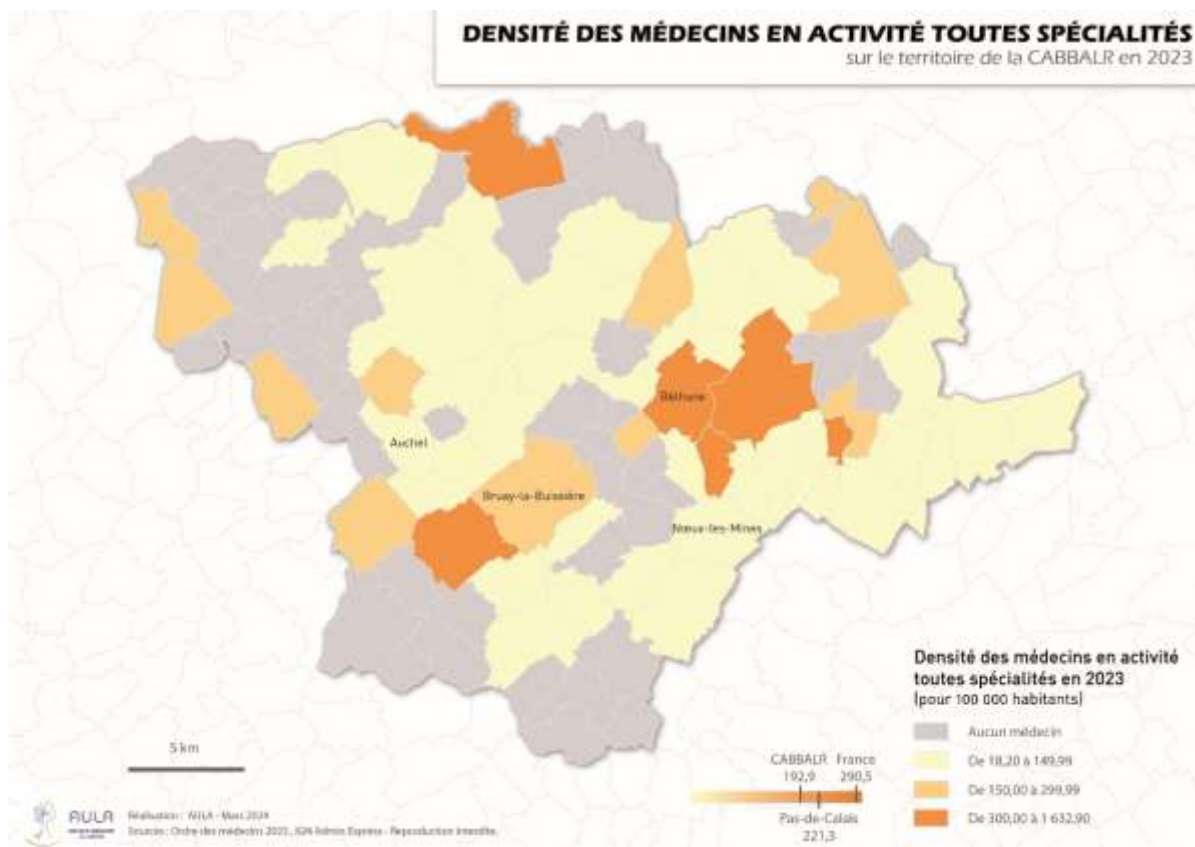 DENSITÉ DES MÉDECINS EN ACTIVITÉ TOUTES SPÉCIALITÉS
sur le territoire de la CABBALR en 2023
Béthune
Auchel
Bruay-la-Buissière
Nœux-les-Mines
Densité des médecins en activité
toutes spécialités en 2023
(pour 100 000 habitants)
Aucun médecin
De 18,20 à 149,99
De 150,00 à 299,99
De 300,00 à 1 632,90
5 km
CABBALR France
192,9 290,5
Pas-de-Calais
221,3
AULA
Réalisation : AULA - Mars 2024
Sources : Ordre des médecins 2023, IGN Admin Express - Reproduction interdite.